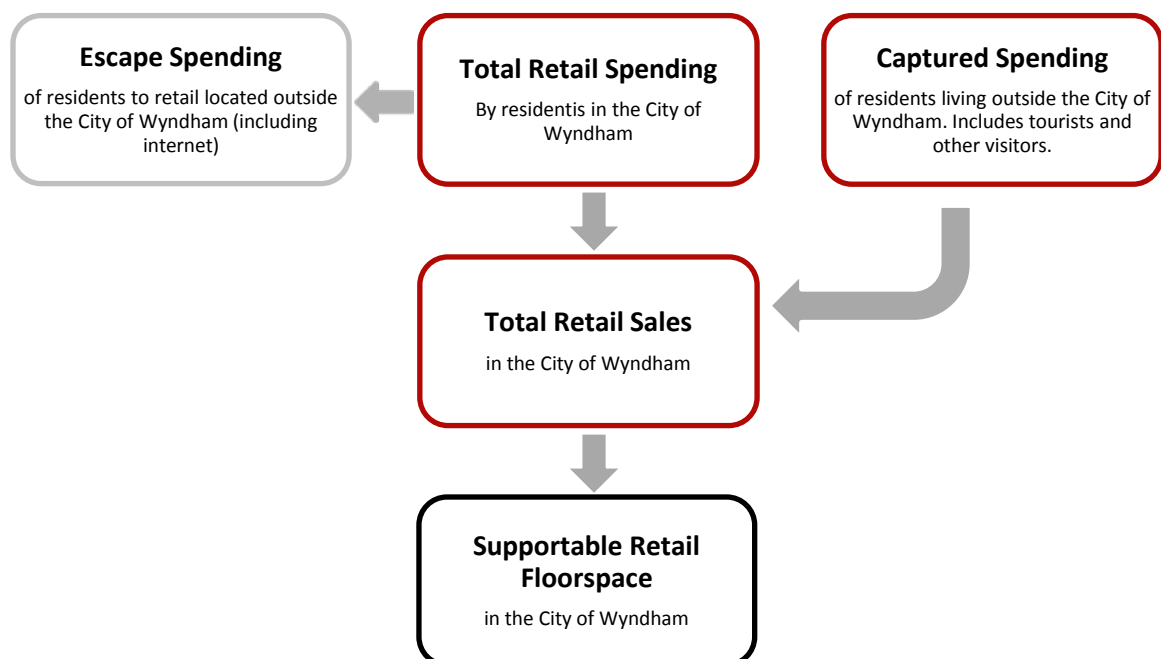 Escape Spending
of residents to retail located outside
the City of Wyndham (including
internet)
Total Retail Spending
By residentis in the City of
Wyndham
Captured Spending
of residents living outside the City of
Wyndham. Includes tourists and
other visitors.
Total Retail Sales
in the City of Wyndham
Supportable Retail
Floorspace
in the City of Wyndham